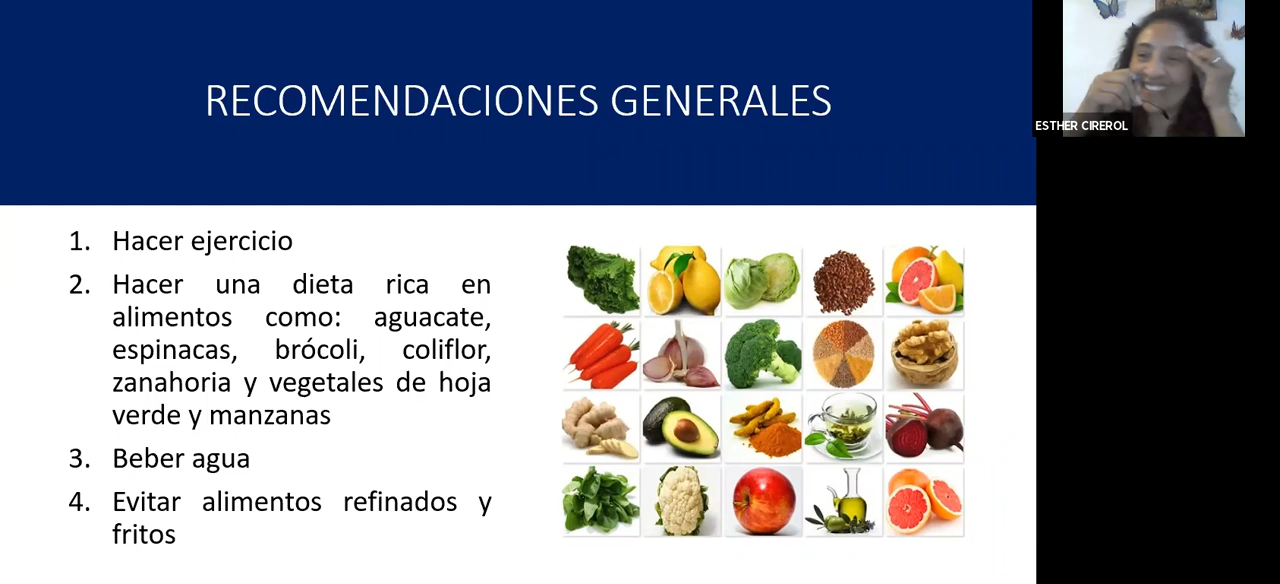 RECOMENDACIONES GENERALES
ESTHER CIREROL
1. Hacer ejercicio
2. Hacer una dieta rica en
alimentos como: aguacate,
espinacas, brócoli, coliflor,
zanahoria y vegetales de hoja
verde y manzanas
3. Beber agua
4. Evitar alimentos refinados y
fritos